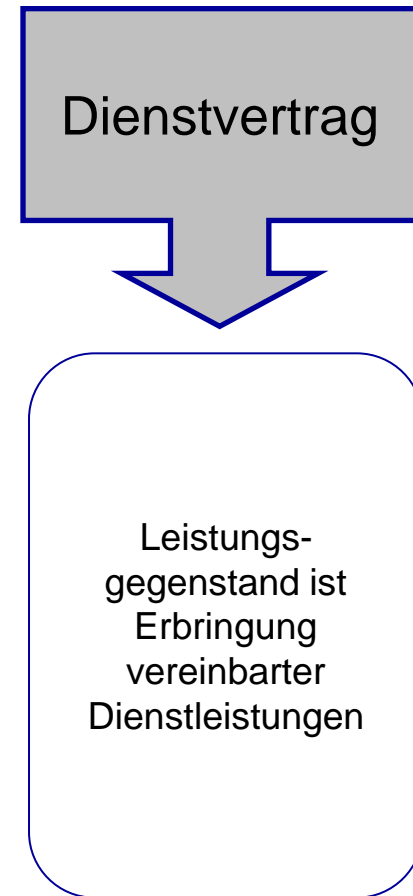 Dienstvertrag
Leistungs-
gegenstand ist
Erbringung
vereinbarter
Dienstleistungen